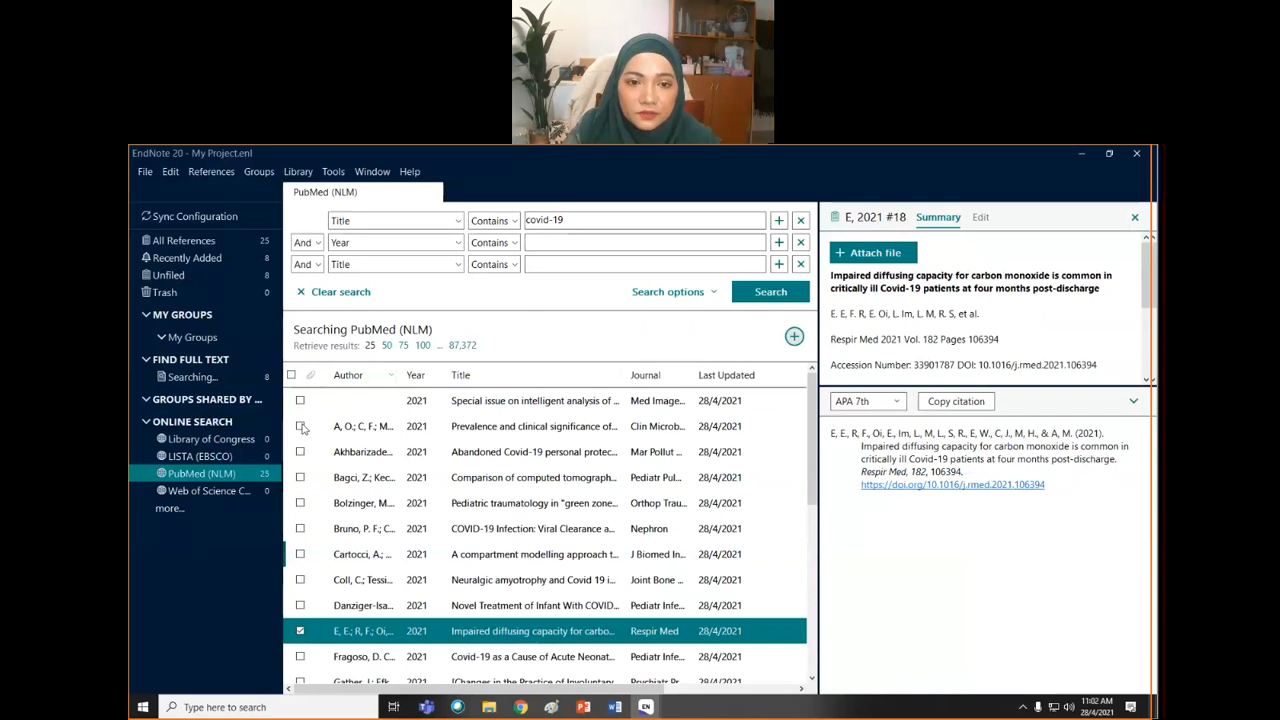 EndNote 20 - My Project.enl
File Edit References Groups Library Tools Window Help
Sync Configuration
All References 25
Recently Added 8
Unfiled 8
Trash 0
MY GROUPS
My Groups
FIND FULL TEXT
Searching... 8
GROUPS SHARED BY ...
ONLINE SEARCH
Library of Congress 0
LISTA (EBSCO) 0
PubMed (NLM) 25
Web of Science C... 0
more...
PubMed (NLM)
Title Contains covid-19
And Year Contains
And Title Contains
Clear search Search options Search
Searching PubMed (NLM)
Retrieve results: 25 50 75 100 ... 87,372
Author Year Title Journal Last Updated
2021 Special issue on intelligent analysis of ... Med Image... 28/4/2021
A, O.; C, F.; M... 2021 Prevalence and clinical significance of... Clin Microb... 28/4/2021
Akhbarizade... 2021 Abandoned Covid-19 personal protec... Mar Pollut ... 28/4/2021
Bagci, Z.; Kec... 2021 Comparison of computed tomograph... Pediatr Pul... 28/4/2021
Bolzinger, M.... 2021 Pediatric traumatology in "green zone... Orthop Trau... 28/4/2021
Bruno, P. F.; C... 2021 COVID-19 Infection: Viral Clearance a... Nephron 28/4/2021
Cartocci, A.; ... 2021 A compartment modelling approach t... J Biomed In... 28/4/2021
Coll, C.; Tessi... 2021 Neuralgic amyotrophy and Covid 19 i... Joint Bone ... 28/4/2021
Danziger-Isa... 2021 Novel Treatment of Infant With COVID... Pediatr Infe... 28/4/2021
E, E.; R, F.; Oi,... 2021 Impaired diffusing capacity for carbo... Respir Med 28/4/2021
Fragoso, D. C... 2021 Covid-19 as a Cause of Acute Neonat... Pediatr Infe... 28/4/2021
E, 2021 #18 Summary Edit
Attach file
Impaired diffusing capacity for carbon monoxide is common in
critically ill Covid-19 patients at four months post-discharge
E. E, F. R, E. Oi, L. Im, L. M, R. S, et al.
Respir Med 2021 Vol. 182 Pages 106394
Accession Number: 33901787 DOI: 10.1016/j.rmed.2021.106394
APA 7th Copy citation
E, E., R, F., Oi, E., Im, L., M, L., S, R., E, W., C, J., M, H., & A, M. (2021).
Impaired diffusing capacity for carbon monoxide is common in
critically ill Covid-19 patients at four months post-discharge.
Respir Med, 182, 106394.
https://doi.org/10.1016/j.rmed.2021.106394
Type here to search
11:02 AM
28/4/2021